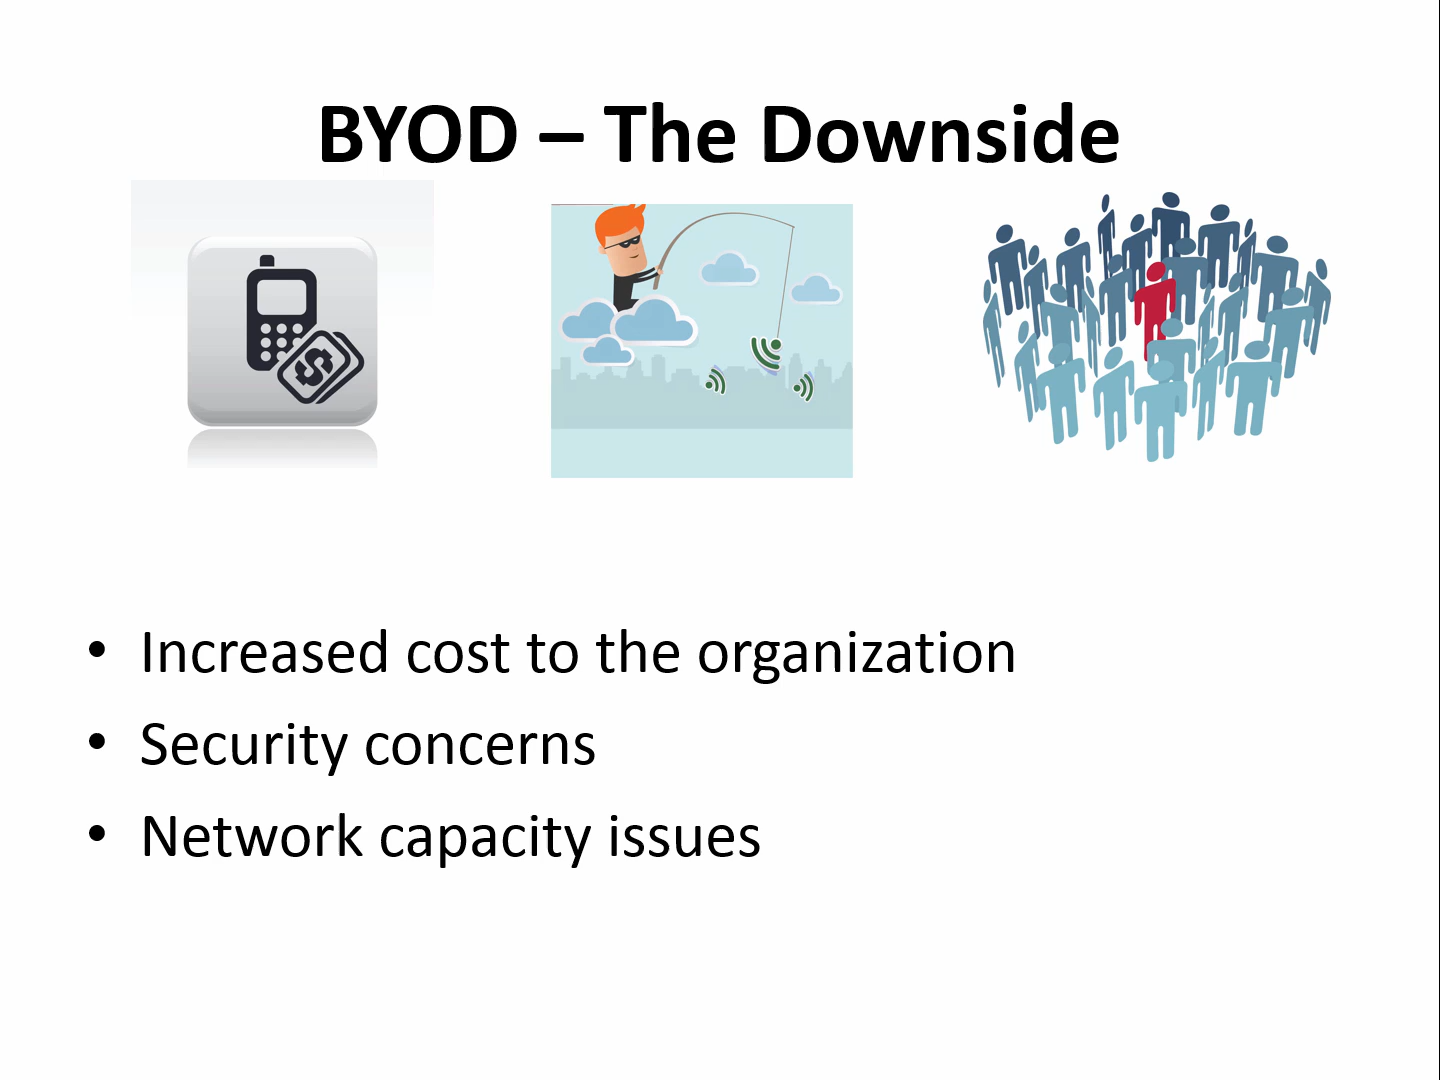 BYOD – The Downside
$
• Increased cost to the organization
• Security concerns
• Network capacity issues